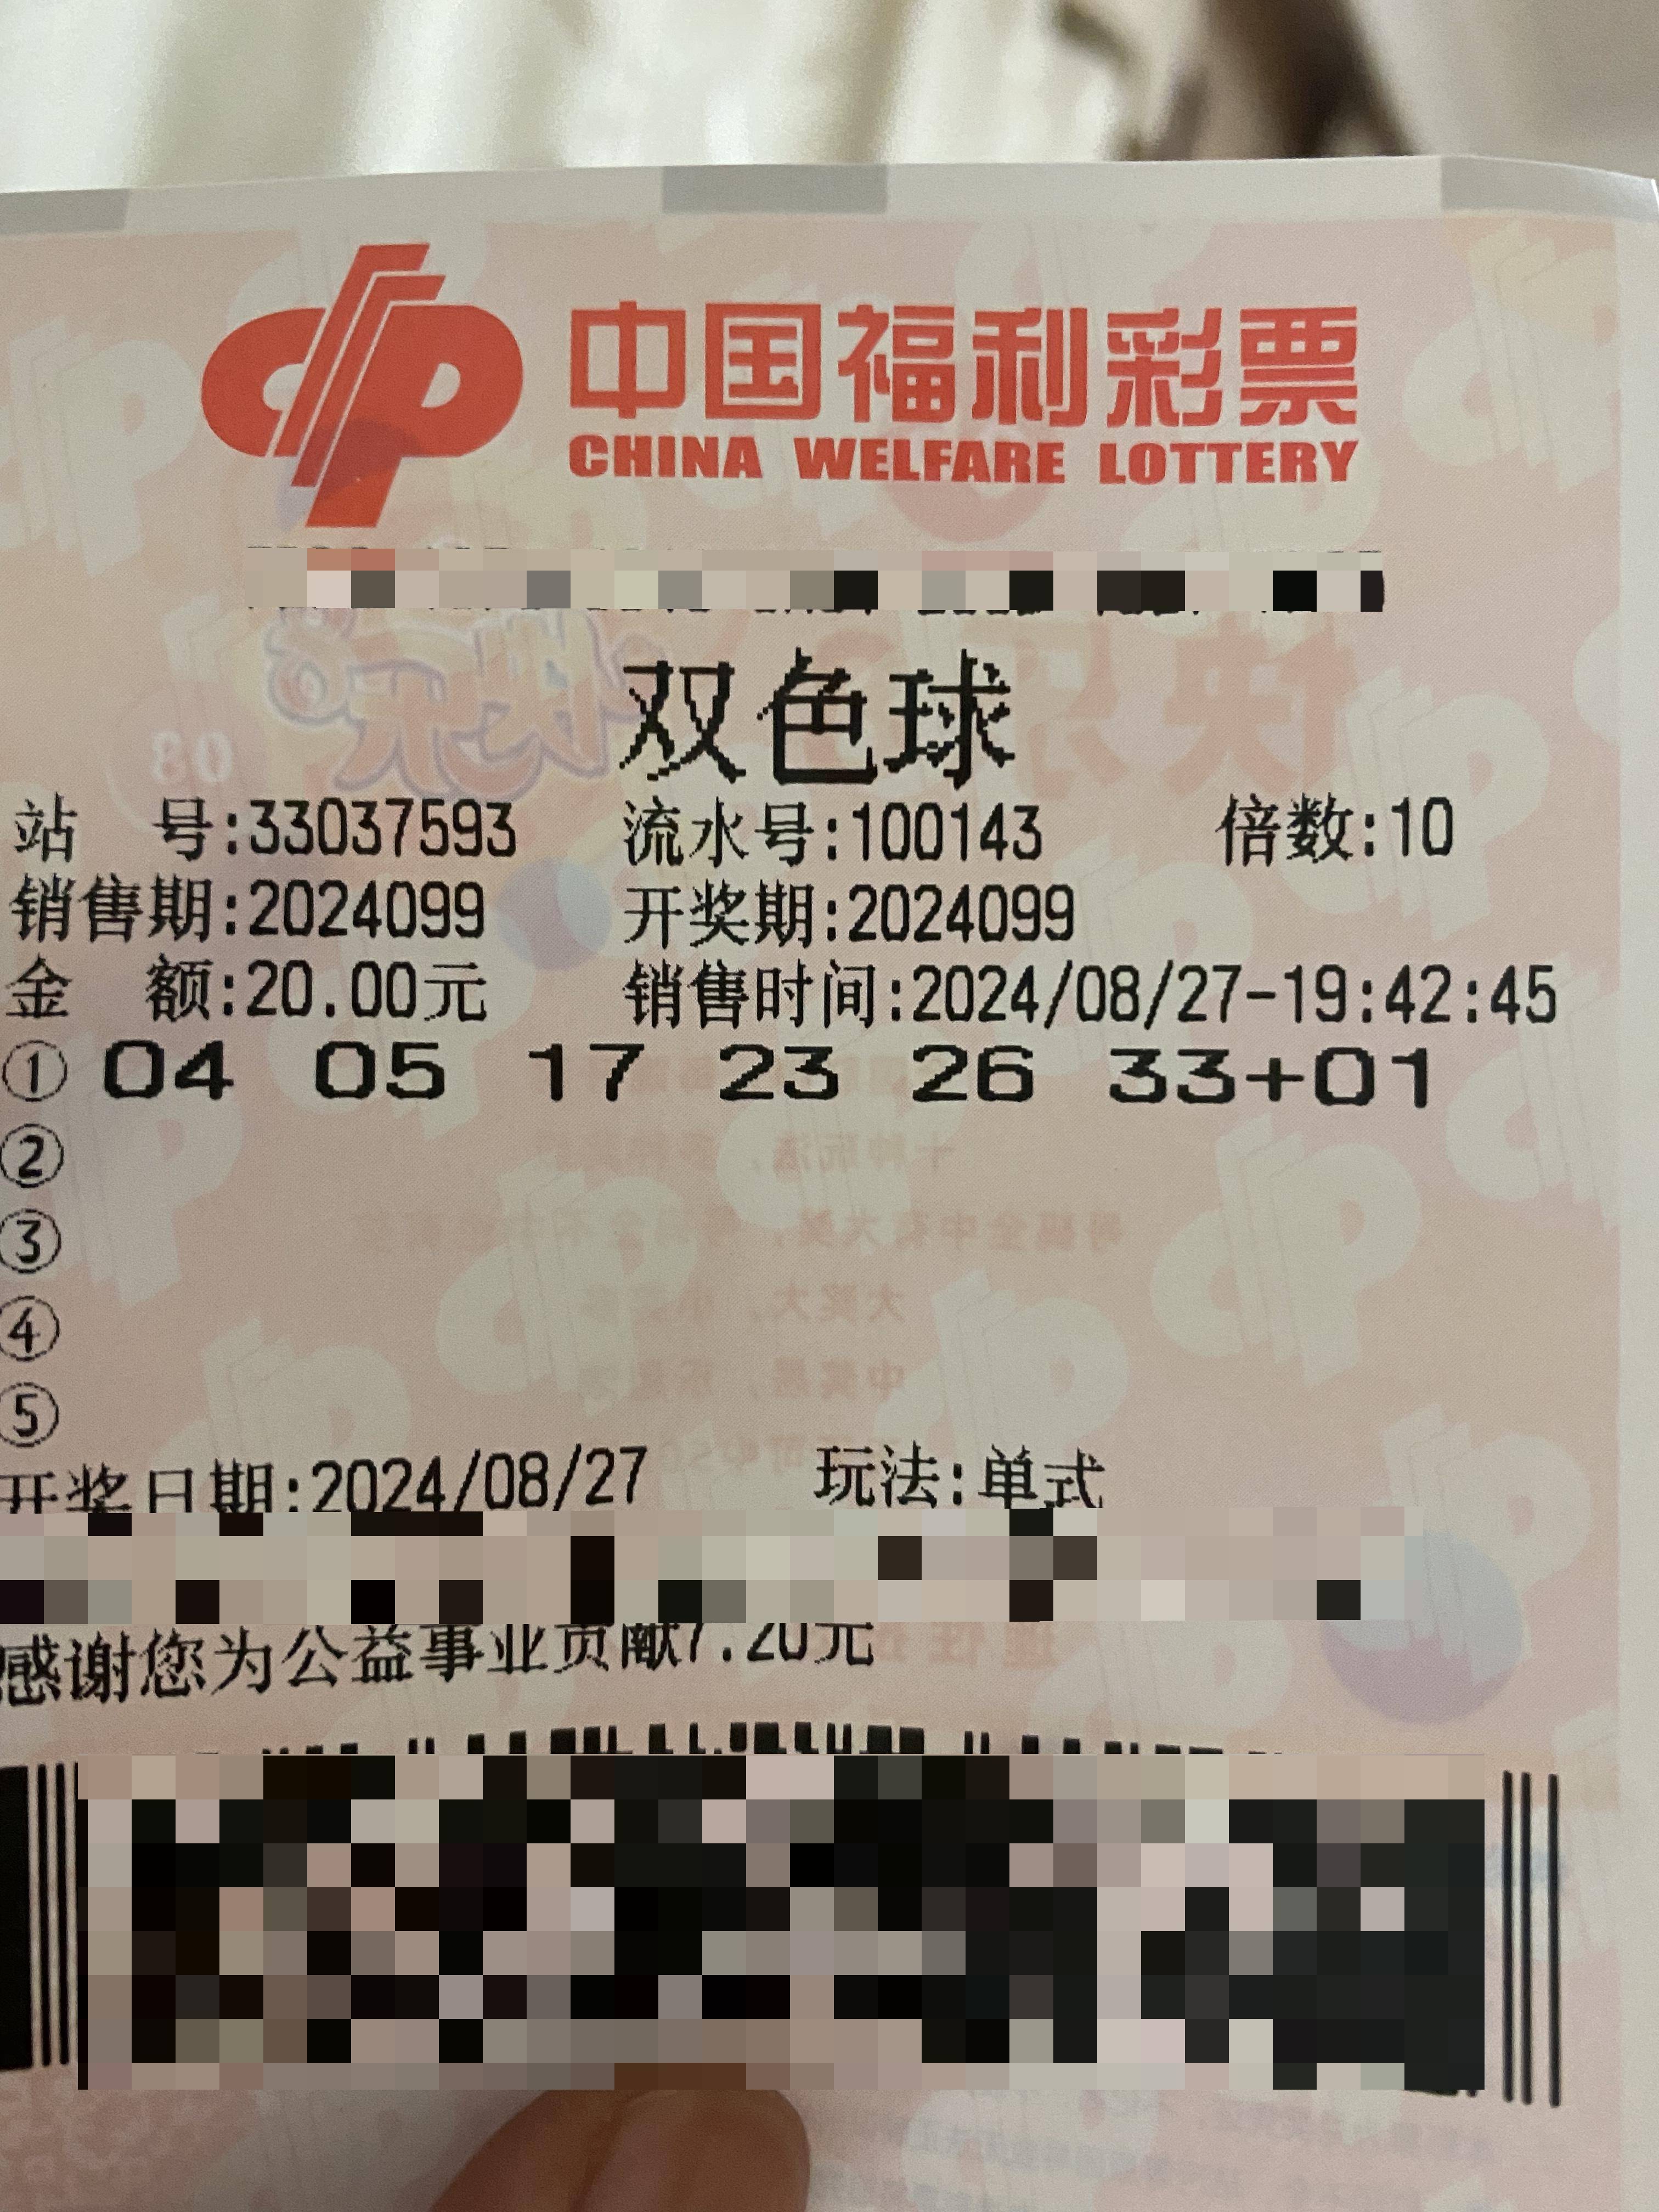 中国福利彩票
CHINA WELFARE LOTTERY
双色球
站 号:33037593 流水号:100143 倍数:10
销售期:2024099 开奖期:2024099
金 额:20.00元 销售时间:2024/08/27-19:42:45
① 04 05 17 23 26 33+01
②
③
④
⑤
开奖日期:2024/08/27 玩法:单式
感谢您为公益事业贡献7.20元